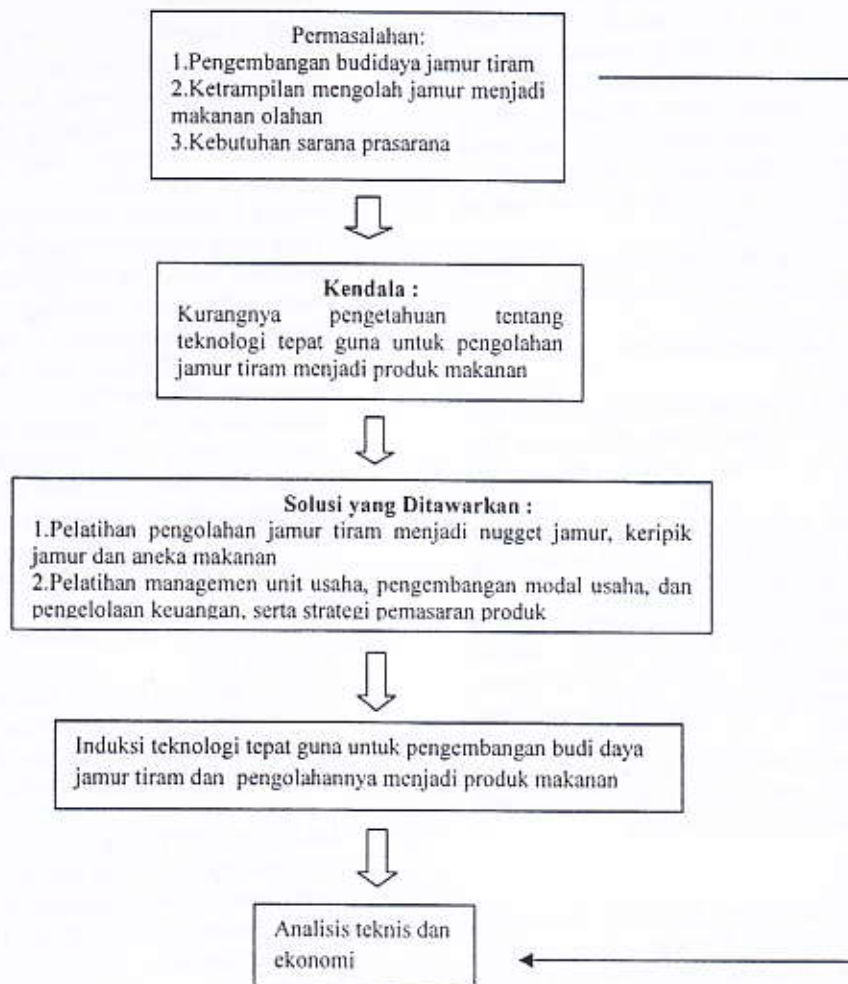 Permasalahan:
1.Pengembangan budidaya jamur tiram
2.Ketrampilan mengolah jamur menjadi
makanan olahan
3.Kebutuhan sarana prasarana
Kendala :
Kurangnya pengetahuan tentang
teknologi tepat guna untuk pengolahan
jamur tiram menjadi produk makanan
Solusi yang Ditawarkan :
1.Pelatihan pengolahan jamur tiram menjadi nugget jamur, keripik
jamur dan aneka makanan
2.Pelatihan managemen unit usaha, pengembangan modal usaha, dan
pengelolaan keuangan, serta strategi pemasaran produk
Induksi teknologi tepat guna untuk pengembangan budi daya
jamur tiram dan pengolahannya menjadi produk makanan
Analisis teknis dan
ekonomi